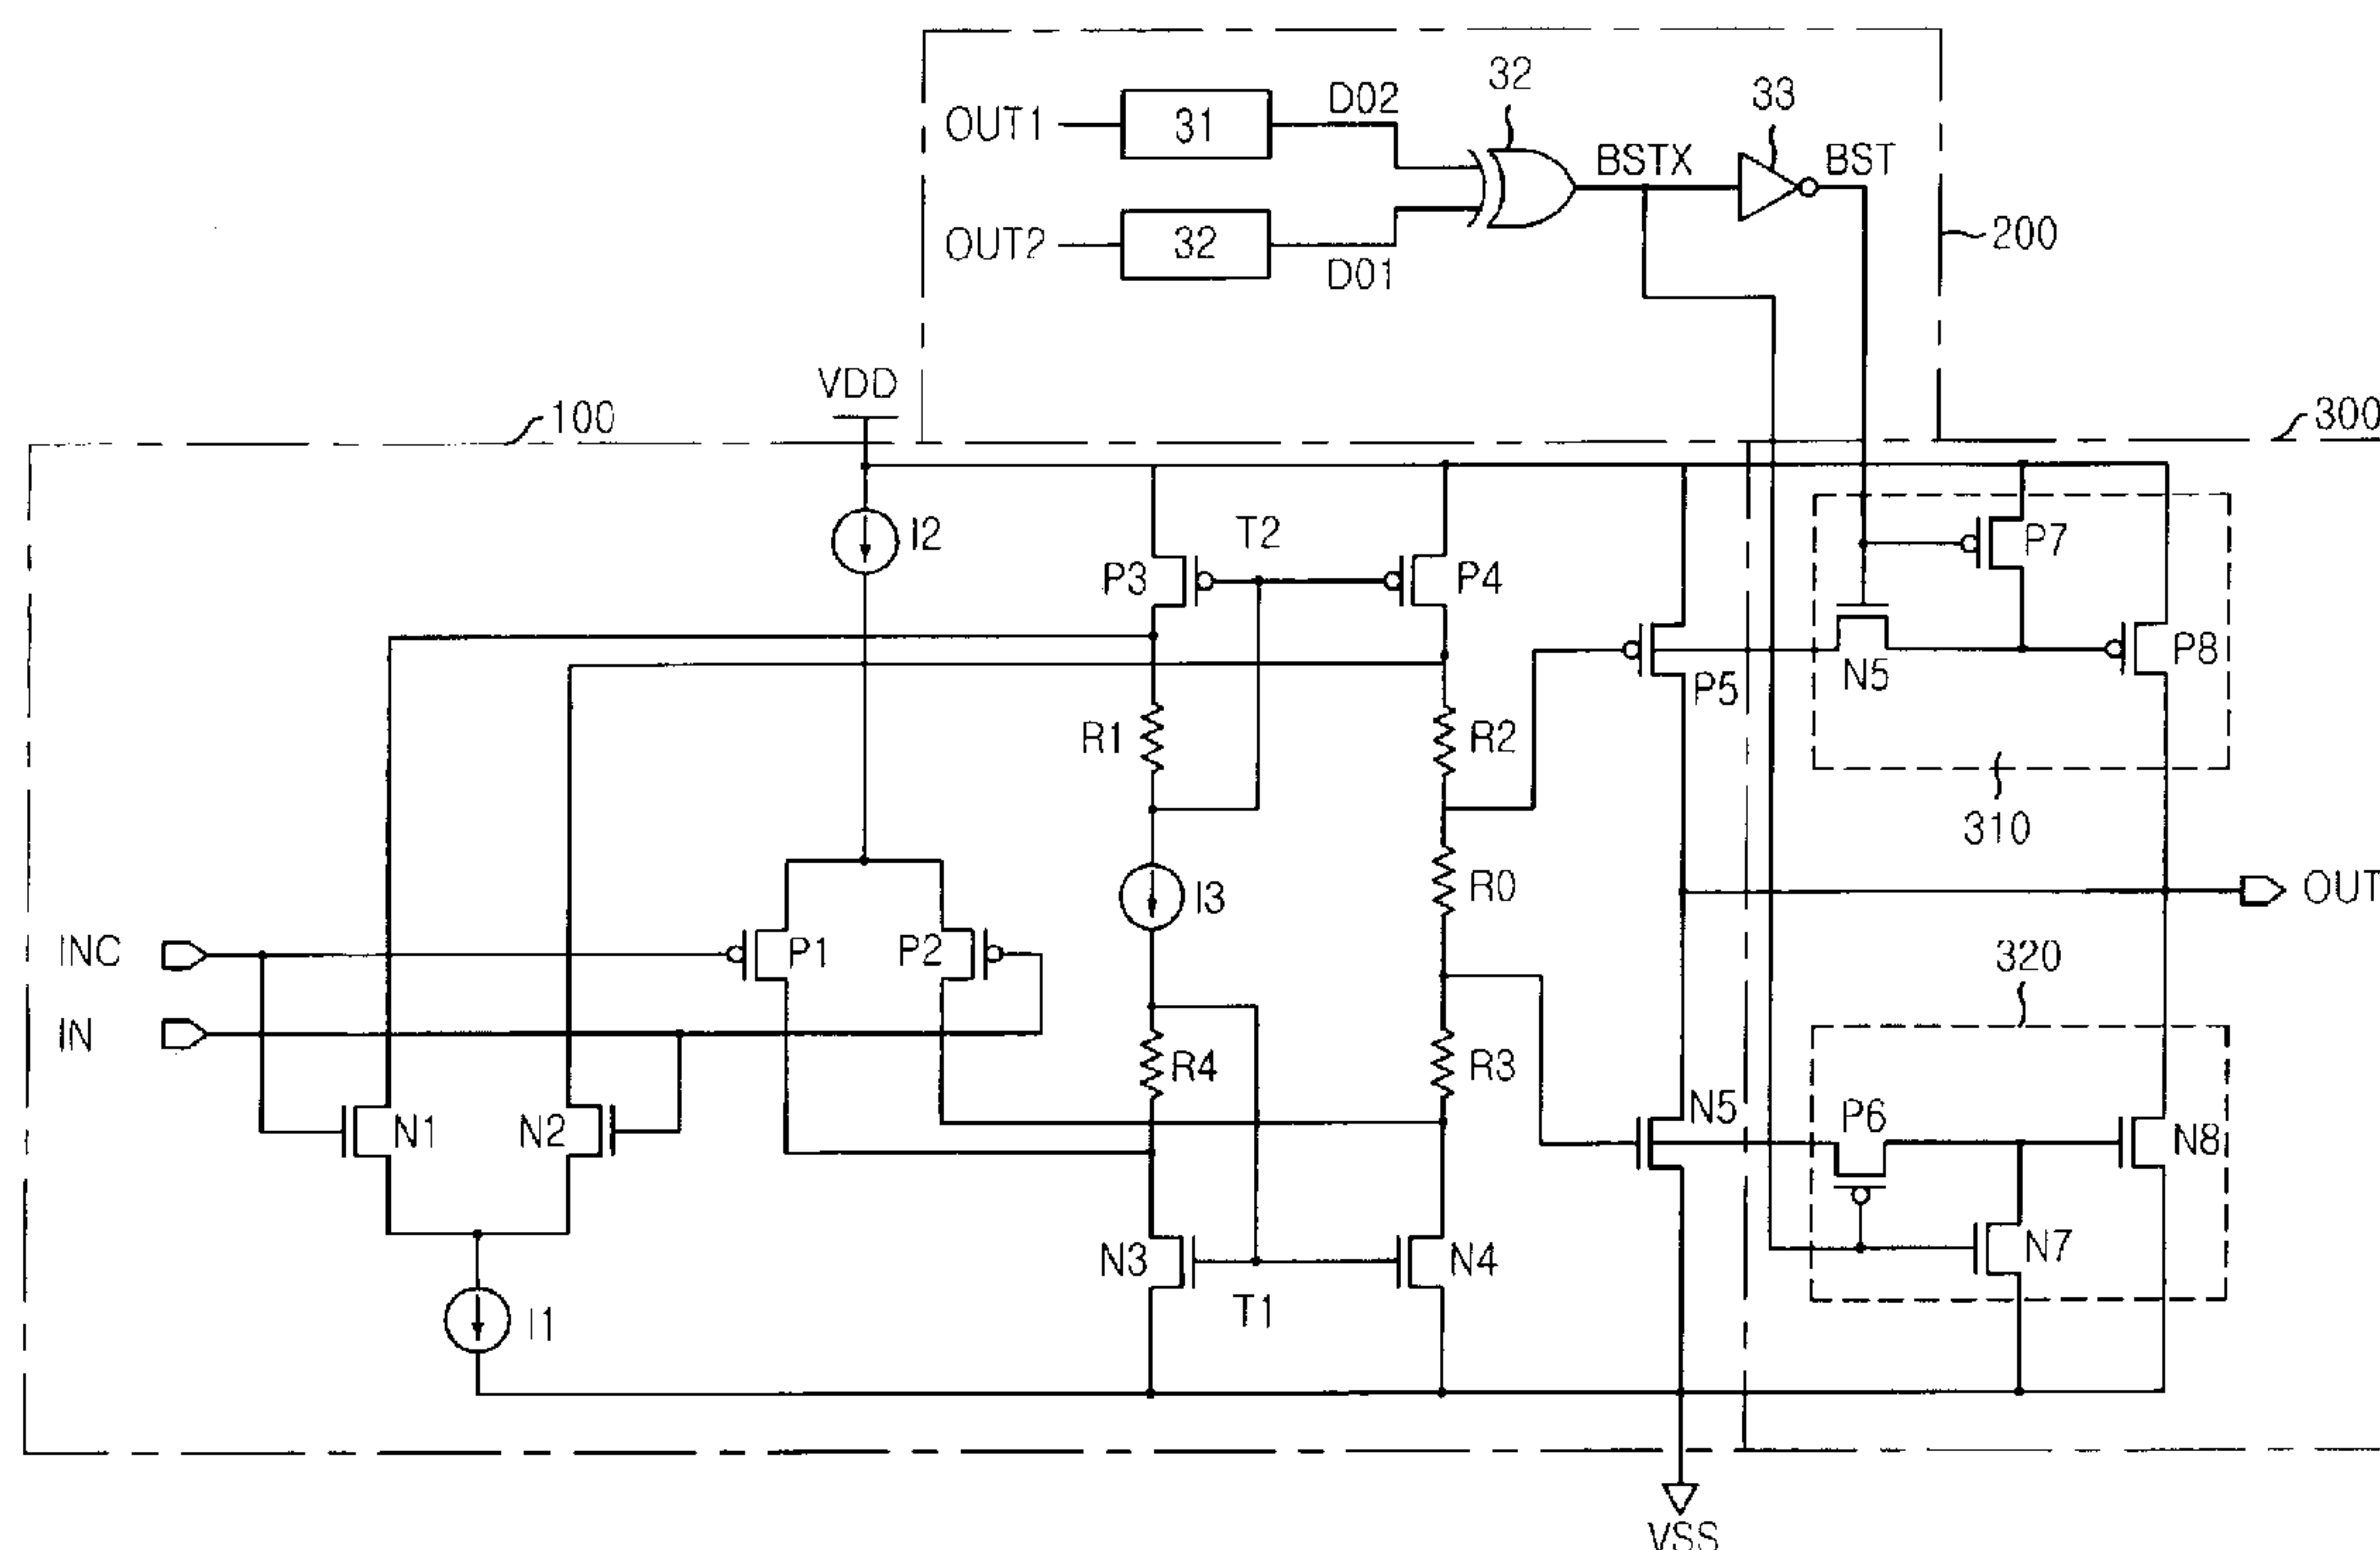 32
33
OUT1
31
D02
BSTX
BST
OUT2
32
D01
200
VDD
100
300
I2
T2
P3
P4
P7
P8
N5
P5
R1
R2
310
I3
R0
OUT
INC
P1
P2
320
IN
R4
R3
N1
N2
N5
P6
N8
N3
N4
N7
T1
I1
VSS